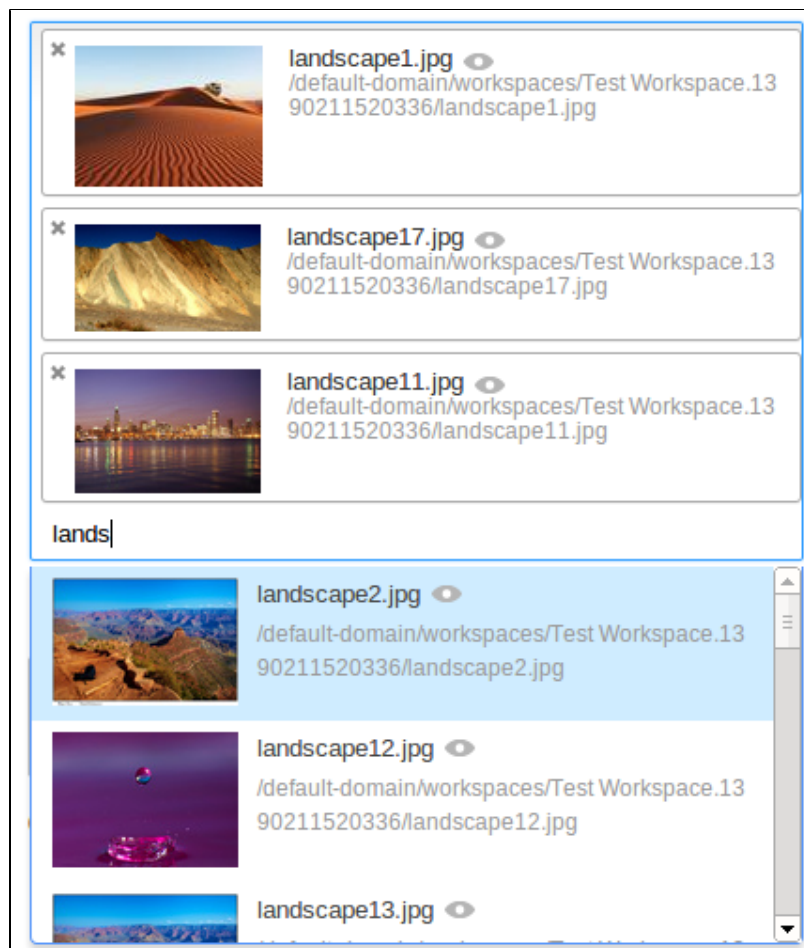 landscape1.jpg
/default-domain/workspaces/Test Workspace.13
90211520336/landscape1.jpg
landscape17.jpg
/default-domain/workspaces/Test Workspace.13
90211520336/landscape17.jpg
landscape11.jpg
/default-domain/workspaces/Test Workspace.13
90211520336/landscape11.jpg
lands
landscape2.jpg
/default-domain/workspaces/Test Workspace.13
90211520336/landscape2.jpg
landscape12.jpg
/default-domain/workspaces/Test Workspace.13
90211520336/landscape12.jpg
landscape13.jpg